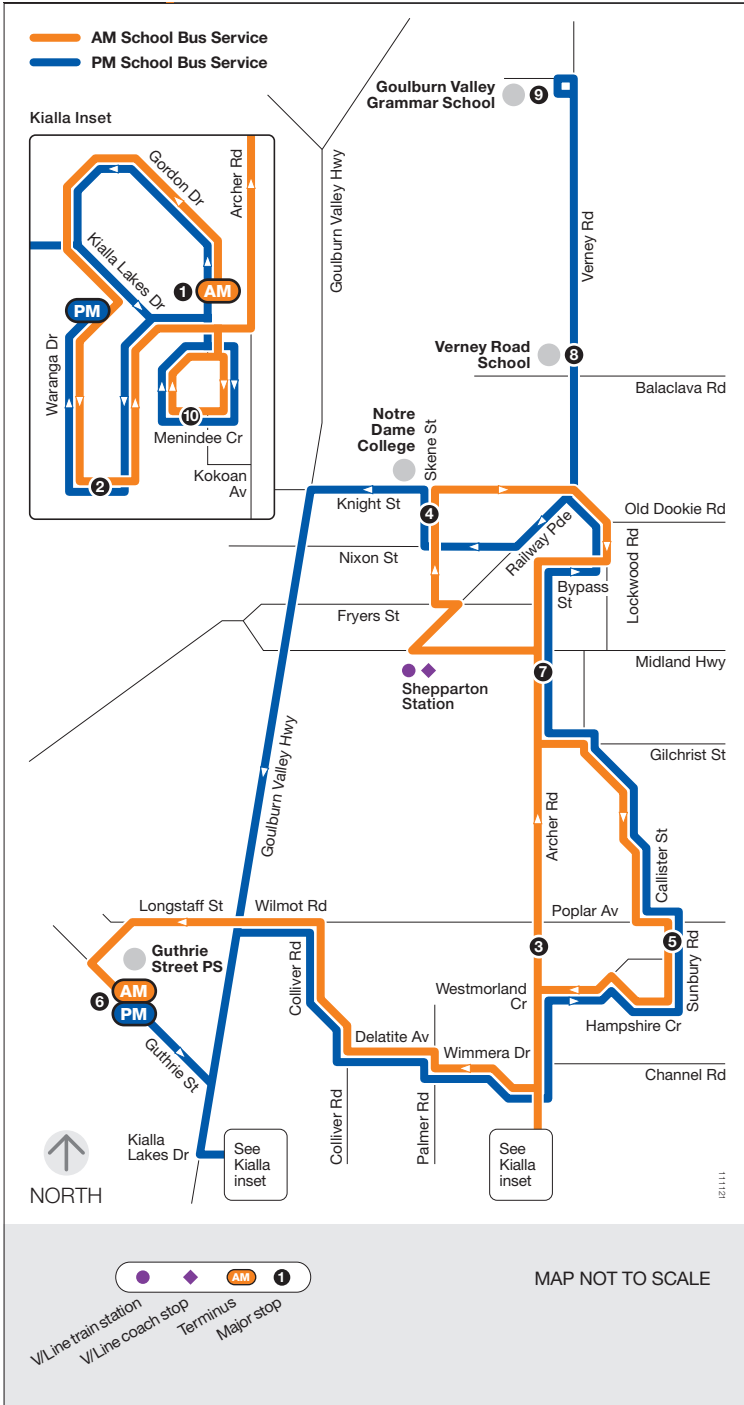 AM School Bus Service
PM School Bus Service
Kialla Inset
Gordon Dr
Archer Rd
Kialla Lakes Dr
1
AM
PM
Waranga Dr
10
Menindee Cr
2
Kokoan
Av
Goulburn Valley
Grammar School
9
Goulburn Valley Hwy
Verney Rd
Verney Road
School
8
Balaclava Rd
Notre
Dame
College
Skene St
Knight St
4
Old Dookie Rd
Railway Pde
Nixon St
Lockwood Rd
Bypass
St
Fryers St
Midland Hwy
7
Shepparton
Station
Gilchrist St
Goulburn Valley Hwy
Archer Rd
Callister St
Longstaff St
Wilmot Rd
Poplar Av
Guthrie
Street PS
3
5
Sunbury Rd
Colliver Rd
6
AM
PM
Westmorland
Cr
Hampshire Cr
Delatite Av
Wimmera Dr
Guthrie St
Channel Rd
Colliver Rd
Palmer Rd
Kialla
Lakes Dr
See
Kialla
inset
See
Kialla
inset
NORTH
111121
V/Line train station
V/Line coach stop
AM
Terminus
1
Major stop
MAP NOT TO SCALE